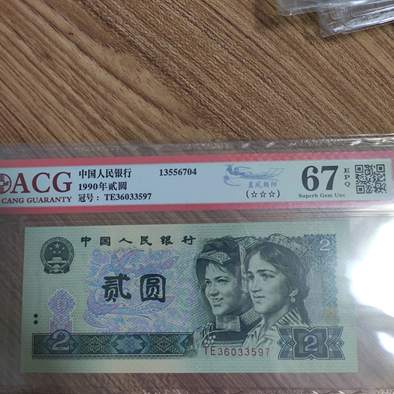 ACG
CANG GUARANTY
中国人民银行
13556704
1990年贰圆
冠号：TE36033597
(☆☆☆)
67
EPQ
Superb Gem Unc
中国人民银行
2
贰圆
TE36033597
2
2